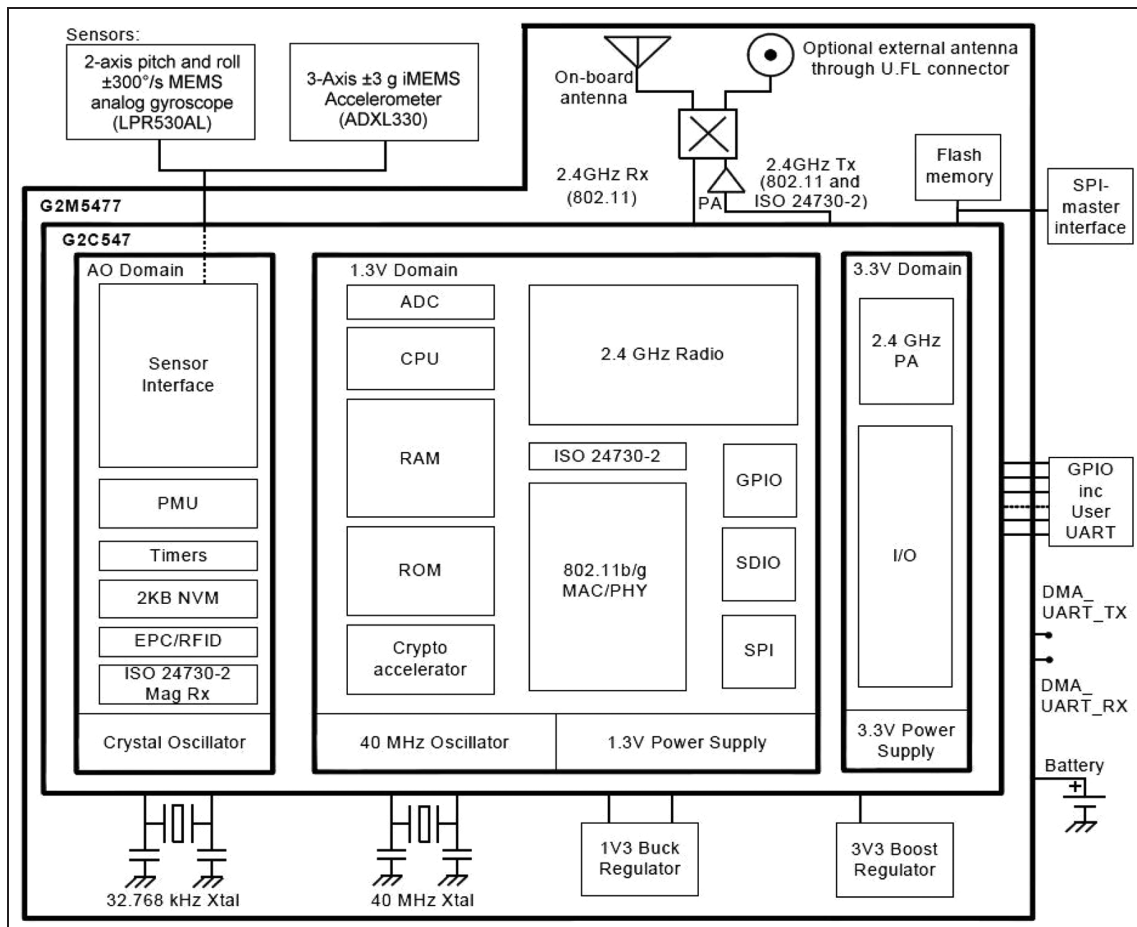 Sensors:
2-axis pitch and roll
±300°/s MEMS
analog gyroscope
(LPR530AL)
3-Axis ±3 g iMEMS
Accelerometer
(ADXL330)
On-board
antenna
Optional external antenna
through U.FL connector
2.4GHz Rx
(802.11)
PA
2.4GHz Tx
(802.11 and
ISO 24730-2)
Flash
memory
SPI-
master
interface
G2M5477
G2C547
AO Domain
Sensor
Interface
PMU
Timers
2KB NVM
EPC/RFID
ISO 24730-2
Mag Rx
Crystal Oscillator
1.3V Domain
ADC
CPU
RAM
ROM
Crypto
accelerator
2.4 GHz Radio
ISO 24730-2
802.11b/g
MAC/PHY
GPIO
SDIO
SPI
40 MHz Oscillator
1.3V Power Supply
3.3V Domain
2.4 GHz
PA
I/O
3.3V Power
Supply
GPIO
inc
User
UART
DMA_
UART_TX
DMA_
UART_RX
Battery
+
32.768 kHz Xtal
40 MHz Xtal
1V3 Buck
Regulator
3V3 Boost
Regulator